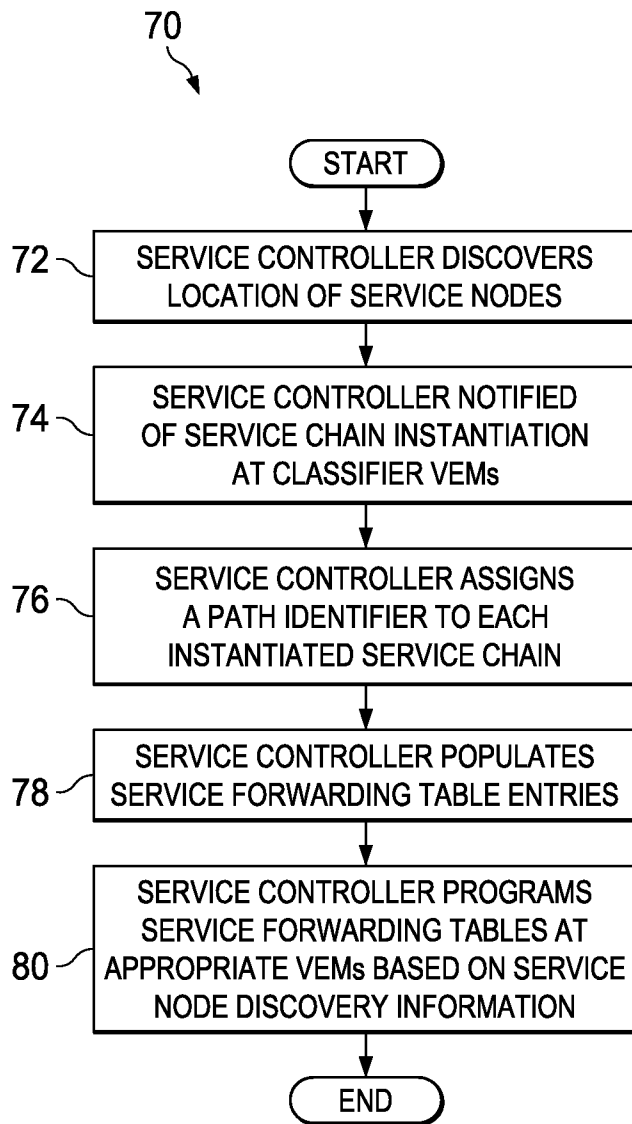 70
START
72
SERVICE CONTROLLER DISCOVERS
LOCATION OF SERVICE NODES
74
SERVICE CONTROLLER NOTIFIED
OF SERVICE CHAIN INSTANTIATION
AT CLASSIFIER VEMs
76
SERVICE CONTROLLER ASSIGNS
A PATH IDENTIFIER TO EACH
INSTANTIATED SERVICE CHAIN
78
SERVICE CONTROLLER POPULATES
SERVICE FORWARDING TABLE ENTRIES
80
SERVICE CONTROLLER PROGRAMS
SERVICE FORWARDING TABLES AT
APPROPRIATE VEMs BASED ON SERVICE
NODE DISCOVERY INFORMATION
END